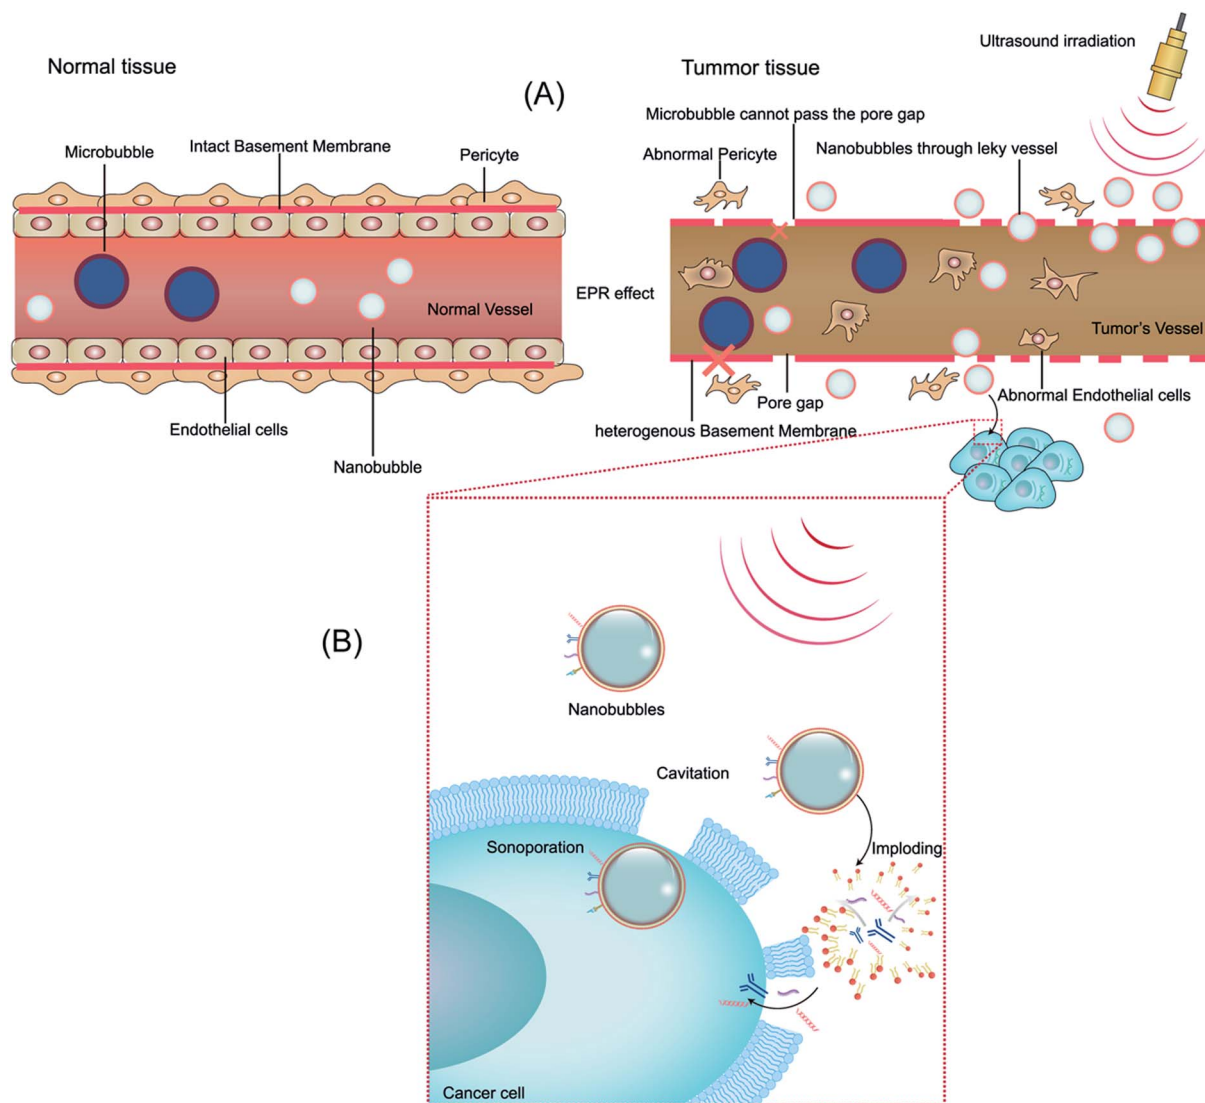 Normal tissue
(A)
Tummor tissue
Ultrasound irradiation
Microbubble
Intact Basement Membrane
Pericyte
Microbubble cannot pass the pore gap
Abnormal Pericyte
Nanobubbles through leky vessel
Normal Vessel
EPR effect
Tumor's Vessel
Endothelial cells
Nanobubble
Pore gap
Abnormal Endothelial cells
heterogenous Basement Membrane
(B)
Nanobubbles
Cavitation
Sonoporation
Imploding
Cancer cell